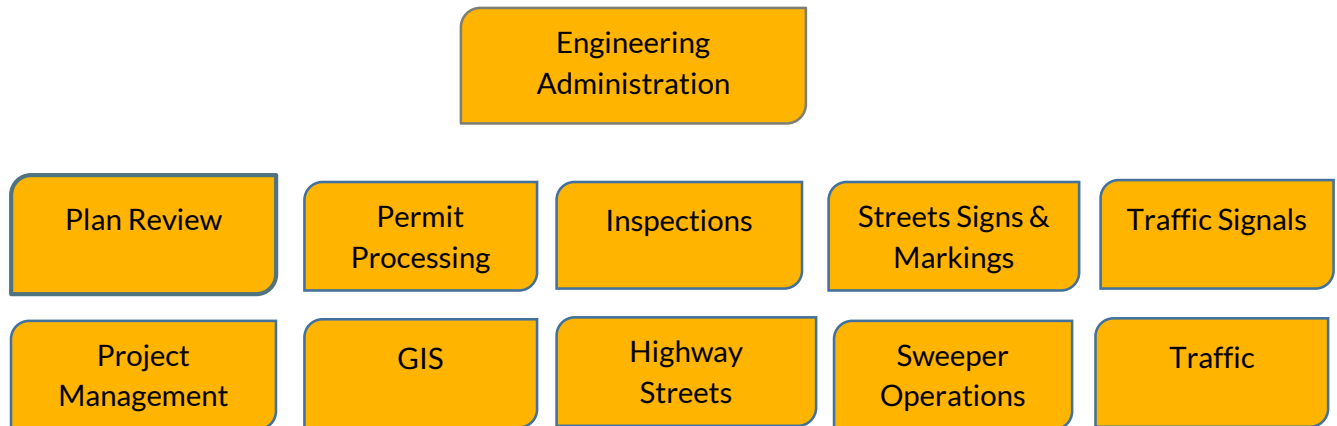 Engineering
Administration
Plan Review
Permit
Processing
Inspections
Streets Signs &
Markings
Traffic Signals
Project
Management
GIS
Highway
Streets
Sweeper
Operations
Traffic